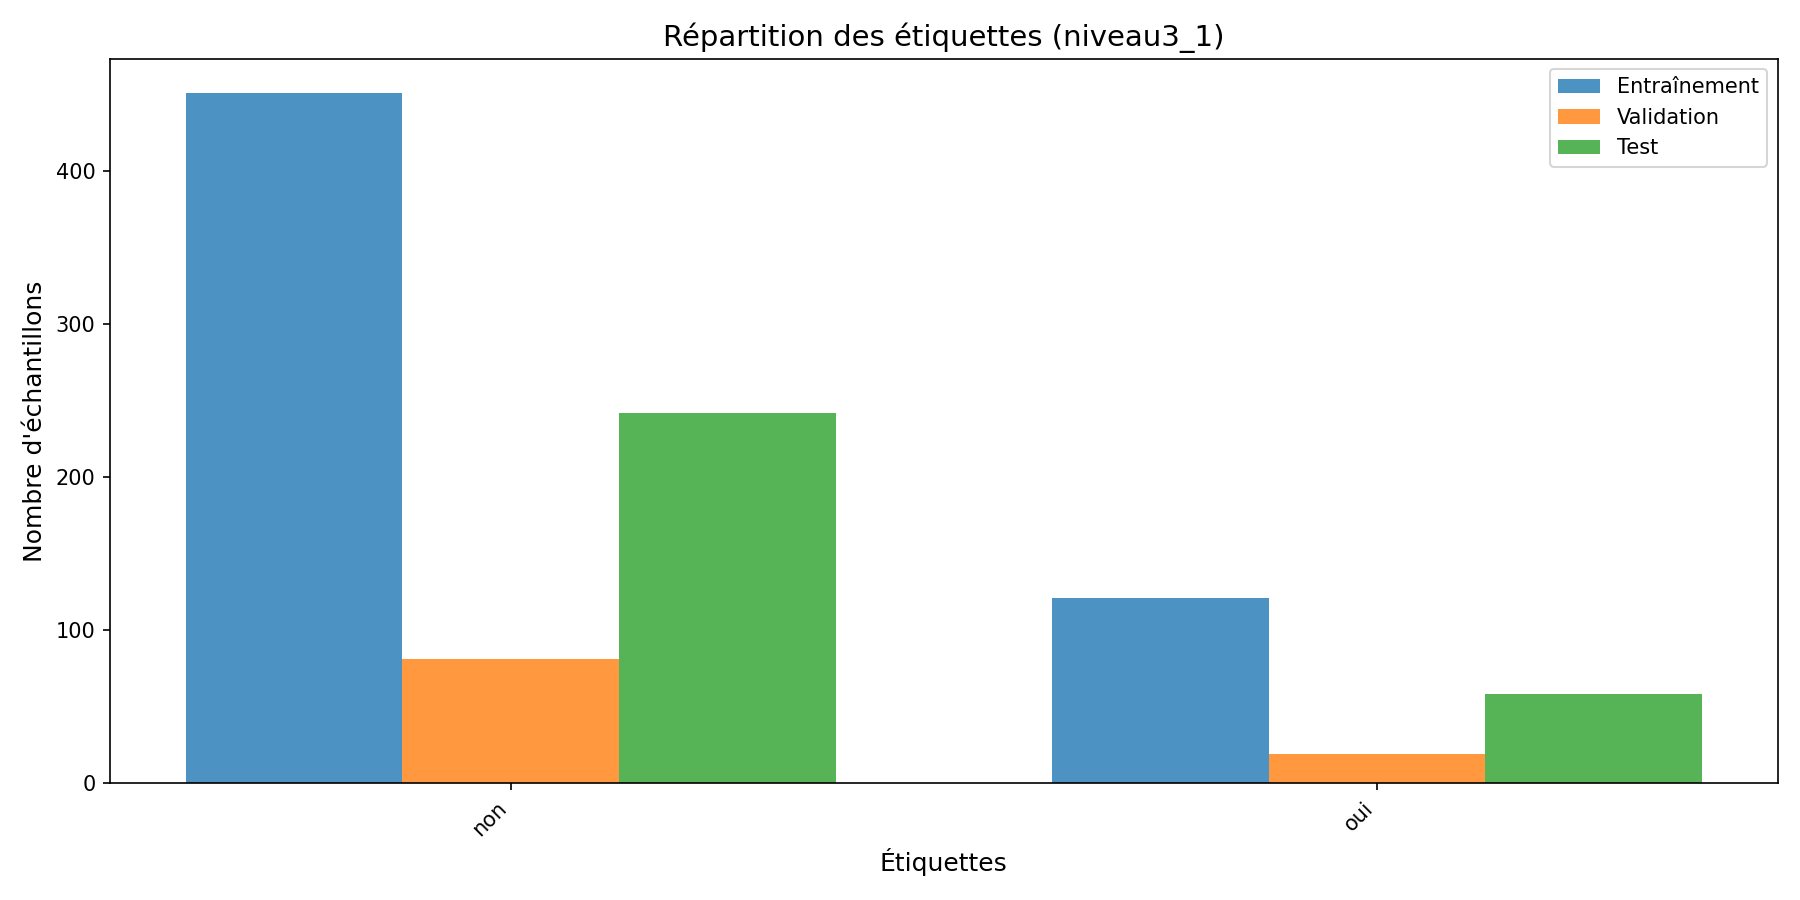 Répartition des étiquettes (niveau3_1)
Entraînement
Validation
Test
Nombre d'échantillons
400
300
200
100
0
non
oui
Étiquettes